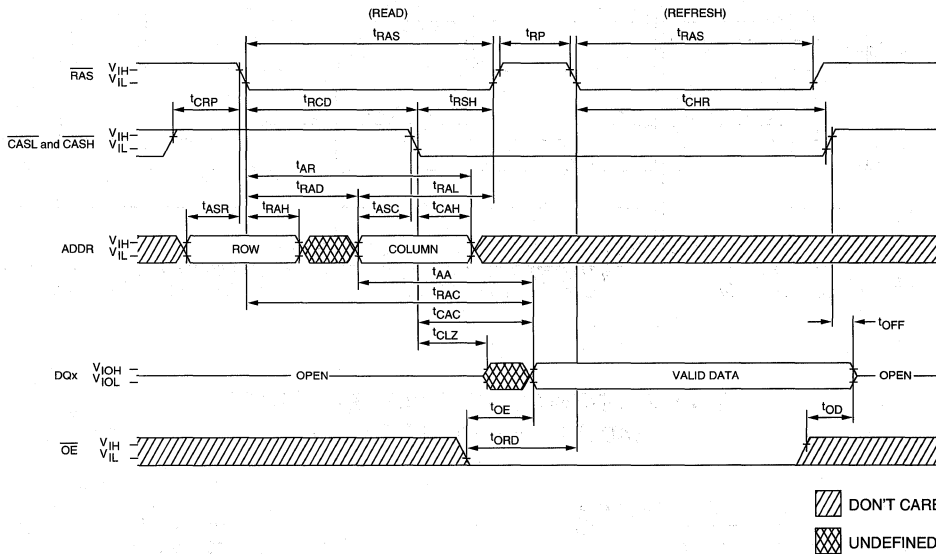 (READ) (REFRESH)
tRAS tRP tRAS
RAS VIH VIL
tCRP tRCD tRSH tCHR
CASL and CASH VIH VIL
tAR
tRAD tRAL
tASR tRAH tASC tCAH
ADDR VIH VIL ROW COLUMN
tAA
tRAC
tCAC
tCLZ tOFF
DQx VIOH VIOL OPEN VALID DATA OPEN
tOE tOD
tORD
OE VIH VIL
DON'T CARE
UNDEFINED